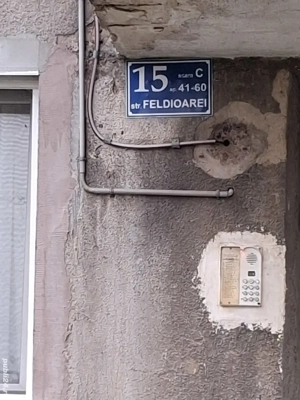 15 SCARA C
ap. 41-60
str. FELDIOAREI